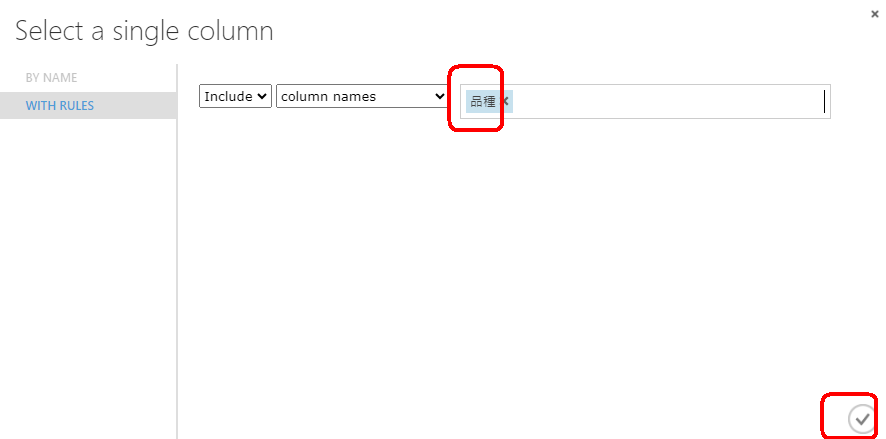 Select a single column
BY NAME
WITH RULES
Include
column names
品種